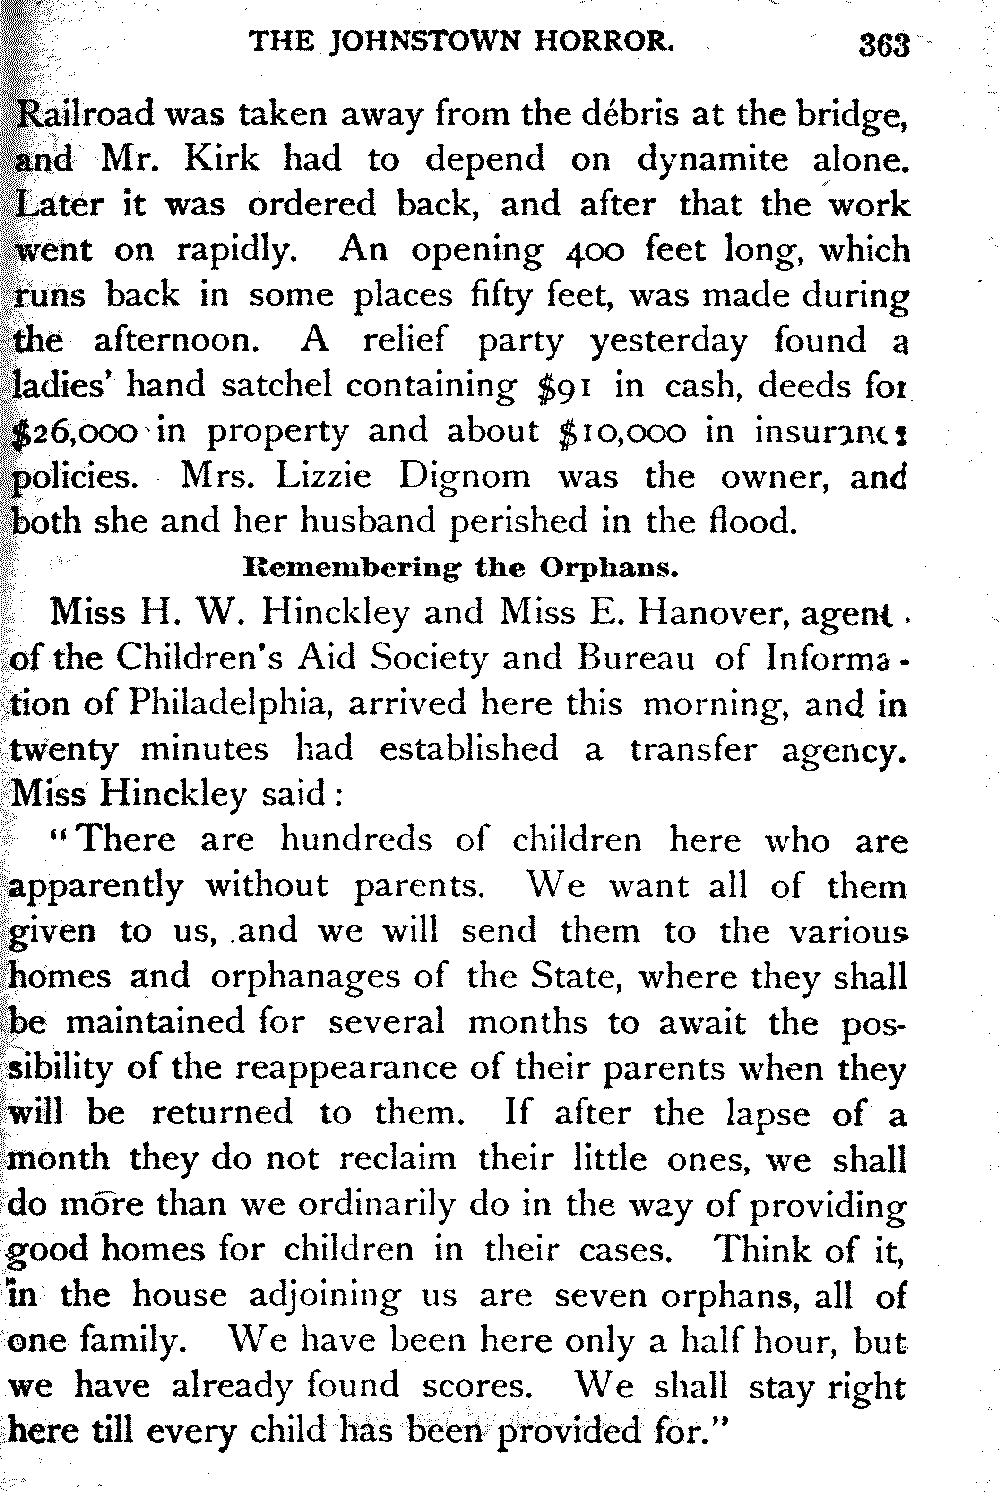 THE JOHNSTOWN HORROR. 363
Railroad was taken away from the débris at the bridge,
and Mr. Kirk had to depend on dynamite alone.
Later it was ordered back, and after that the work
went on rapidly. An opening 400 feet long, which
runs back in some places fifty feet, was made during
the afternoon. A relief party yesterday found a
ladies' hand satchel containing $91 in cash, deeds for
$26,000 in property and about $10,000 in insurance
policies. Mrs. Lizzie Dignom was the owner, and
both she and her husband perished in the flood.
Remembering the Orphans.
Miss H. W. Hinckley and Miss E. Hanover, agent
of the Children's Aid Society and Bureau of Informa-
tion of Philadelphia, arrived here this morning, and in
twenty minutes had established a transfer agency.
Miss Hinckley said:
"There are hundreds of children here who are
apparently without parents. We want all of them
given to us, and we will send them to the various
homes and orphanages of the State, where they shall
be maintained for several months to await the pos-
sibility of the reappearance of their parents when they
will be returned to them. If after the lapse of a
month they do not reclaim their little ones, we shall
do more than we ordinarily do in the way of providing
good homes for children in their cases. Think of it,
in the house adjoining us are seven orphans, all of
one family. We have been here only a half hour, but
we have already found scores. We shall stay right
here till every child has been provided for."